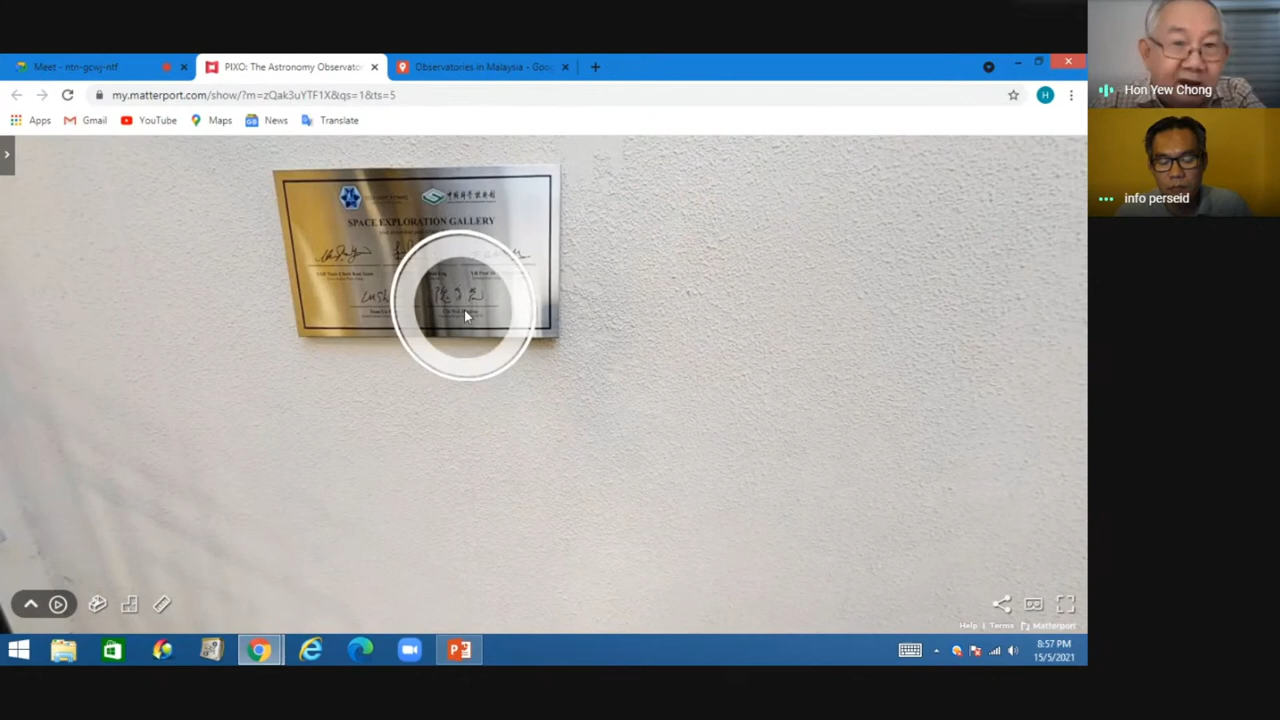 Meet - ntn-gcwj-ntf
PIXO: The Astronomy Observator
Observatories in Malaysia - Goo
my.matterport.com/show/?m=zQak3uYTF1X&qs=1&ts=5
H
Apps
Gmail
YouTube
Maps
News
Translate
SPACE EXPLORATION GALLERY
Help | Terms
Matterport
8:57 PM
15/5/2021
Hon Yew Chong
info perseid